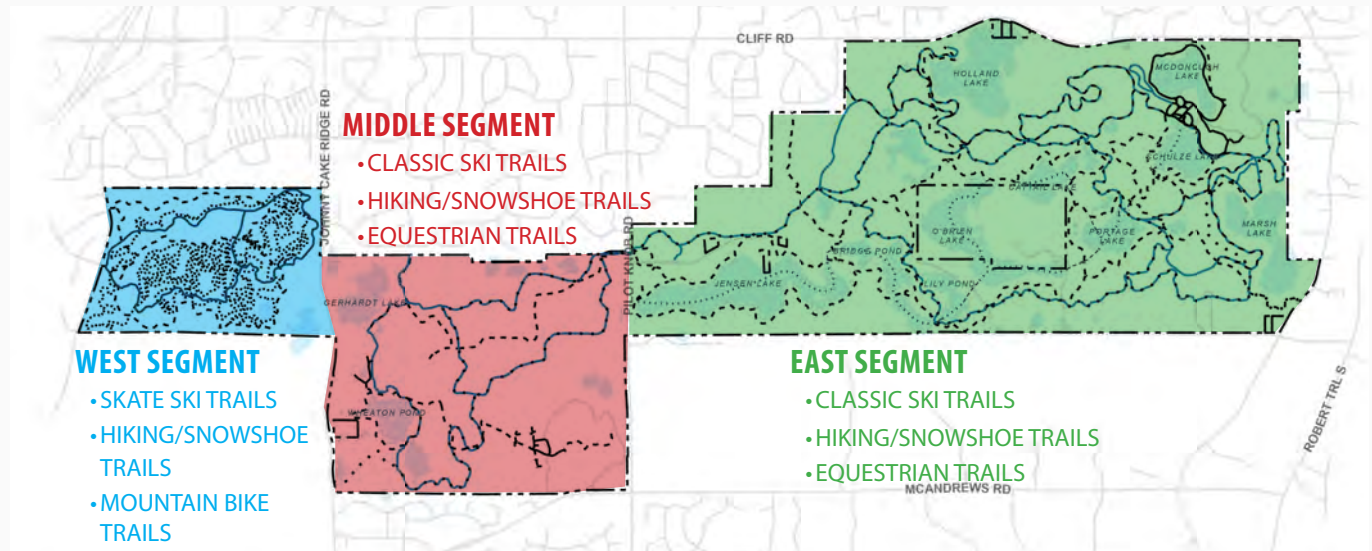 CLIFF RD
HOLLAND
LAKE
MCDONOUGH
LAKE
JOHNNY CAKE RIDGE RD
MIDDLE SEGMENT
• CLASSIC SKI TRAILS
• HIKING/SNOWSHOE TRAILS
• EQUESTRIAN TRAILS
SCHULZE LAKE
CATTAIL LAKE
O'BRIEN
LAKE
PORTAGE
LAKE
MARSH
LAKE
PILOT KNOB RD
BRIDGE POND
JENSEN LAKE
LILY POND
GERHARDT LAKE
WEST SEGMENT
• SKATE SKI TRAILS
• HIKING/SNOWSHOE
TRAILS
• MOUNTAIN BIKE
TRAILS
WHEATON POND
EAST SEGMENT
• CLASSIC SKI TRAILS
• HIKING/SNOWSHOE TRAILS
• EQUESTRIAN TRAILS
MCANDREWS RD
ROBERT TRL S